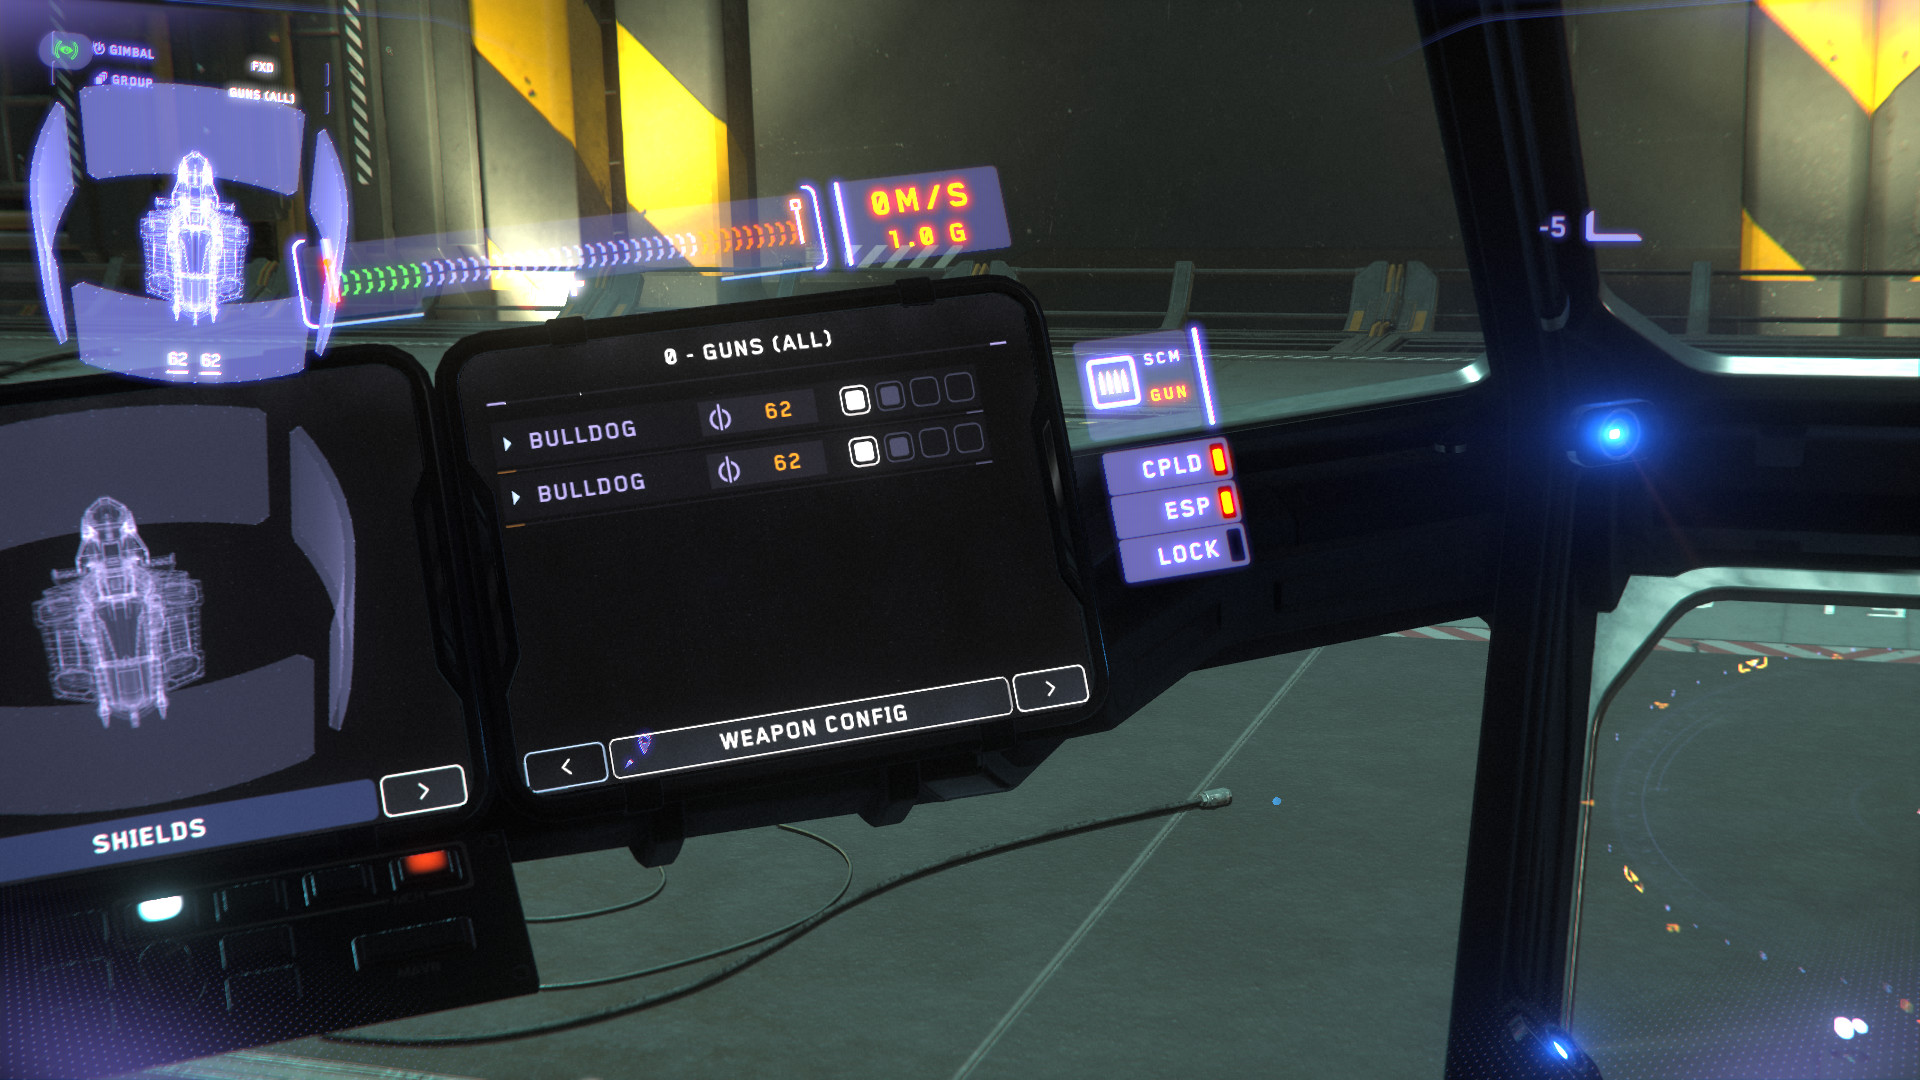 GIMBAL
FXD
GROUP
GUNS (ALL)
62 62
0M/S
1.0 G
-5
0 - GUNS (ALL)
BULLDOG 62
BULLDOG 62
WEAPON CONFIG
<
>
SCM
GUN
CPLD
ESP
LOCK
SHIELDS
>